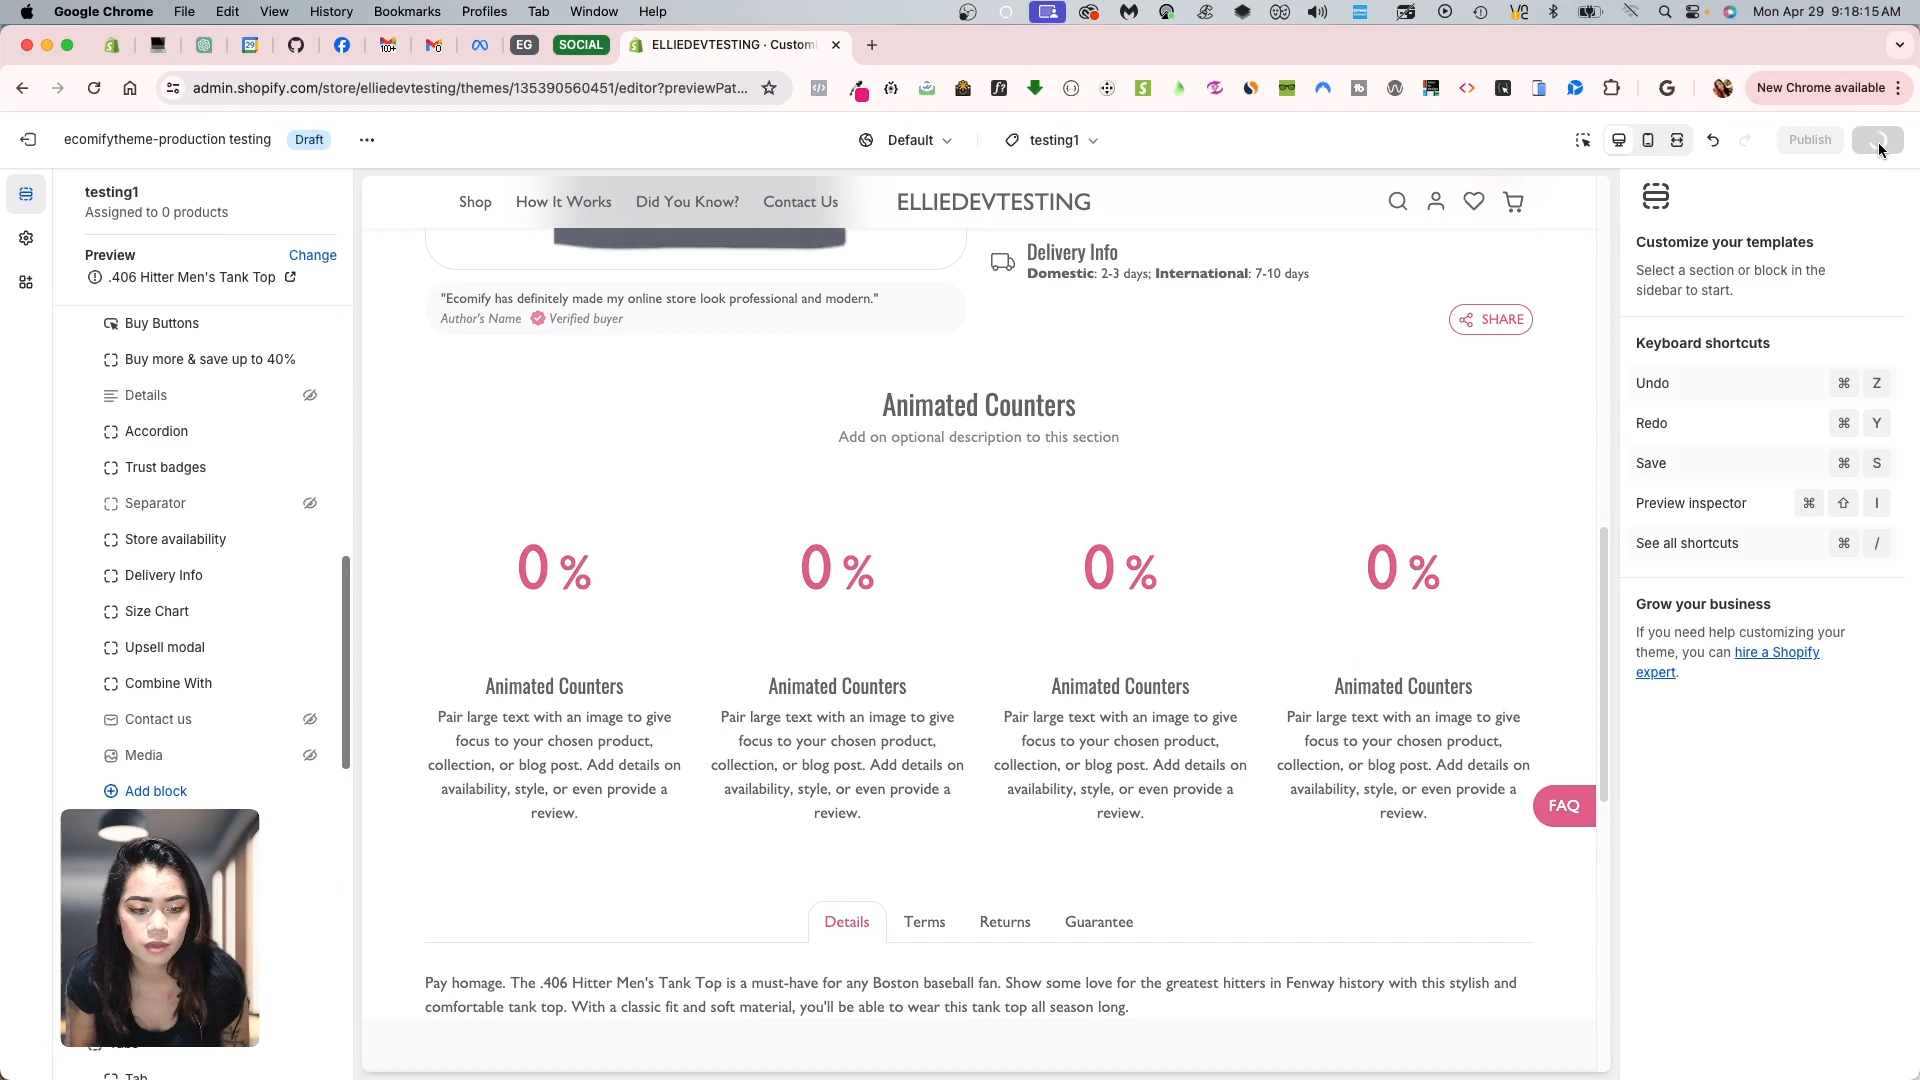 Google Chrome File Edit View History Bookmarks Profiles Tab Window Help Mon Apr 29 9:18:15 AM
EG SOCIAL ELLIEDEVTESTING · Custom
admin.shopify.com/store/elliedevtesting/themes/135390560451/editor?previewPat... New Chrome available
ecomifytheme-production testing Draft ··· Default testing1 Publish
testing1
Assigned to 0 products
Preview Change
.406 Hitter Men's Tank Top
Buy Buttons
Buy more & save up to 40%
Details
Accordion
Trust badges
Separator
Store availability
Delivery Info
Size Chart
Upsell modal
Combine With
Contact us
Media
Add block
Tab
Shop How It Works Did You Know? Contact Us ELLIEDEVTESTING
Delivery Info
Domestic: 2-3 days; International: 7-10 days
"Ecomify has definitely made my online store look professional and modern."
Author's Name Verified buyer
SHARE
Animated Counters
Add on optional description to this section
0 % 0 % 0 % 0 %
Animated Counters Animated Counters Animated Counters Animated Counters
Pair large text with an image to give Pair large text with an image to give Pair large text with an image to give Pair large text with an image to give
focus to your chosen product, focus to your chosen product, focus to your chosen product, focus to your chosen product,
collection, or blog post. Add details on collection, or blog post. Add details on collection, or blog post. Add details on collection, or blog post. Add details on
availability, style, or even provide a availability, style, or even provide a availability, style, or even provide a availability, style, or even provide a
review. review. review. review.
FAQ
Details Terms Returns Guarantee
Pay homage. The .406 Hitter Men's Tank Top is a must-have for any Boston baseball fan. Show some love for the greatest hitters in Fenway history with this stylish and
comfortable tank top. With a classic fit and soft material, you'll be able to wear this tank top all season long.
Customize your templates
Select a section or block in the
sidebar to start.
Keyboard shortcuts
Undo ⌘ Z
Redo ⌘ Y
Save ⌘ S
Preview inspector ⌘ ⇧ I
See all shortcuts ⌘ /
Grow your business
If you need help customizing your
theme, you can hire a Shopify
expert.